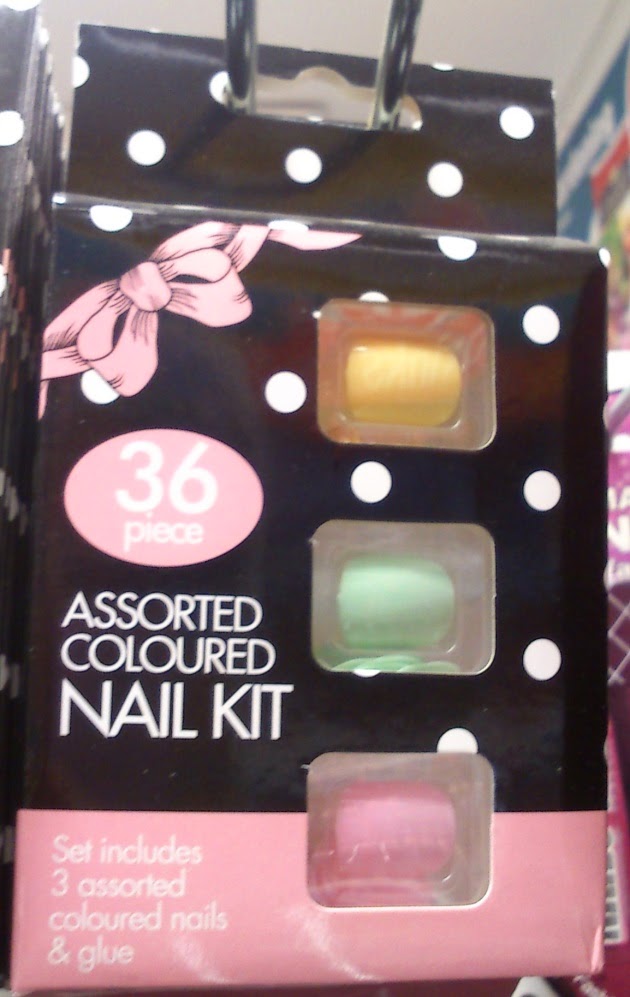 36
piece
ASSORTED
COLOURED
NAIL KIT
Set includes
3 assorted
coloured nails
& glue